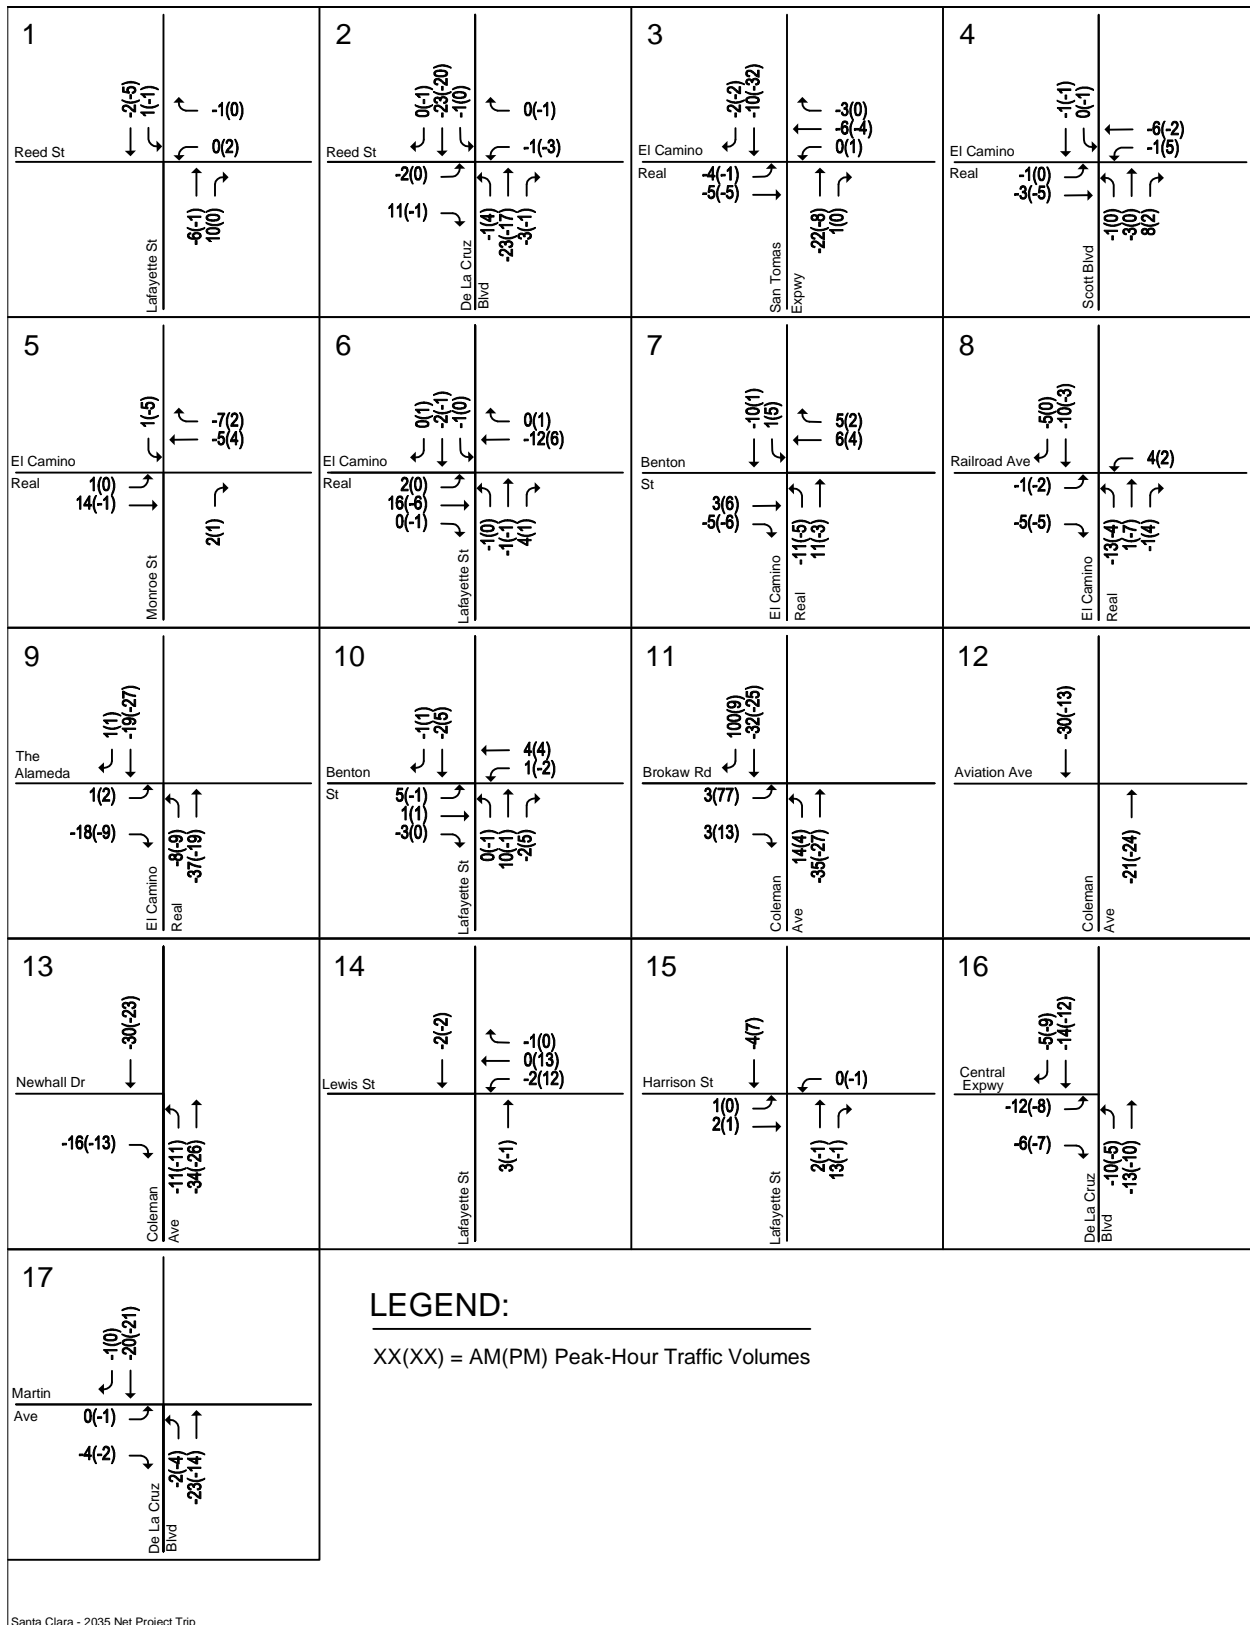 1
-2(-5)
1(-1)
-1(0)
0(2)
Reed St
-6(-1)
10(0)
Lafayette St
2
0(-1)
-23(-20)
-1(0)
0(-1)
-1(-3)
Reed St
-2(0)
11(-1)
-1(4)
-23(-17)
-3(-1)
De La Cruz
Blvd
3
-2(-2)
-10(-32)
-3(0)
-6(-4)
0(1)
El Camino
Real
-4(-1)
-5(-5)
-22(-8)
1(0)
San Tomas
Expwy
4
-1(-1)
0(-1)
-6(-2)
-1(5)
El Camino
Real
-1(0)
-3(-5)
-1(0)
-3(0)
8(2)
Scott Blvd
5
1(-5)
-7(2)
-5(4)
El Camino
Real
1(0)
14(-1)
2(1)
Monroe St
6
0(1)
-2(-1)
-1(0)
0(1)
-12(6)
El Camino
Real
2(0)
16(-6)
0(-1)
-1(0)
-1(-1)
4(1)
Lafayette St
7
-10(1)
1(5)
5(2)
6(4)
Benton
St
3(6)
-5(-6)
-11(-5)
11(-3)
El Camino
Real
8
-5(0)
-10(-3)
4(2)
Railroad Ave
-1(-2)
-5(-5)
-13(-4)
1(-7)
-1(4)
El Camino
Real
9
1(1)
-19(-27)
The
Alameda
1(2)
-18(-9)
-8(-9)
-37(-19)
El Camino
Real
10
-1(1)
-2(5)
4(4)
1(-2)
Benton
St
5(-1)
1(1)
-3(0)
0(-1)
10(-1)
-2(5)
Lafayette St
11
100(9)
-32(-25)
Brokaw Rd
3(77)
3(13)
14(4)
-35(-27)
Coleman
Ave
12
-30(-13)
Aviation Ave
-21(-24)
Coleman
Ave
13
-30(-23)
Newhall Dr
-16(-13)
-11(-11)
-34(-26)
Coleman
Ave
14
-2(-2)
-1(0)
0(13)
-2(12)
Lewis St
3(-1)
Lafayette St
15
-4(7)
0(-1)
Harrison St
1(0)
2(1)
2(-1)
13(-1)
Lafayette St
16
-5(-9)
-14(-12)
Central
Expwy
-12(-8)
-6(-7)
-10(-5)
-13(-10)
De La Cruz
Blvd
17
-1(0)
-20(-21)
Martin
Ave
0(-1)
-4(-2)
-2(-4)
-23(-14)
De La Cruz
Blvd
LEGEND:
XX(XX) = AM(PM) Peak-Hour Traffic Volumes
Santa Clara - 2035 Net Project Trip